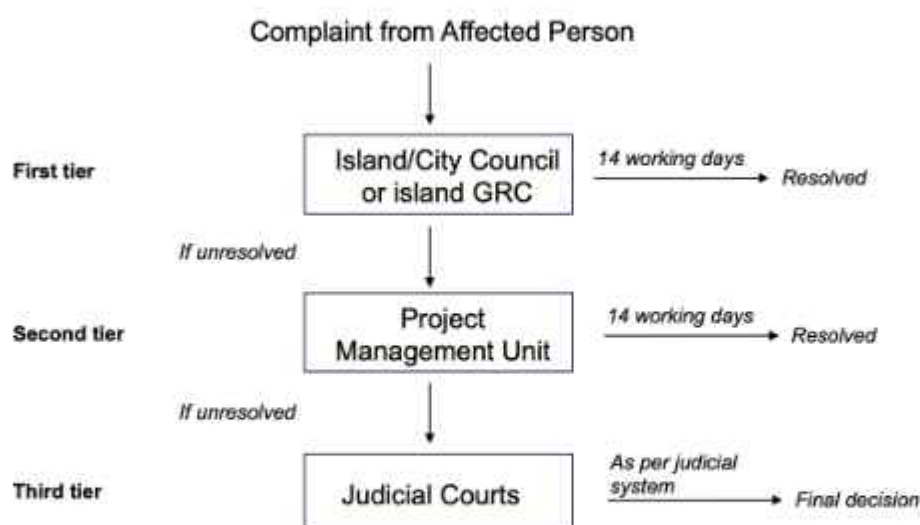 Complaint from Affected Person
First tier
Island/City Council
or island GRC
14 working days
Resolved
If unresolved
Second tier
Project
Management Unit
14 working days
Resolved
If unresolved
Third tier
Judicial Courts
As per judicial
system
Final decision